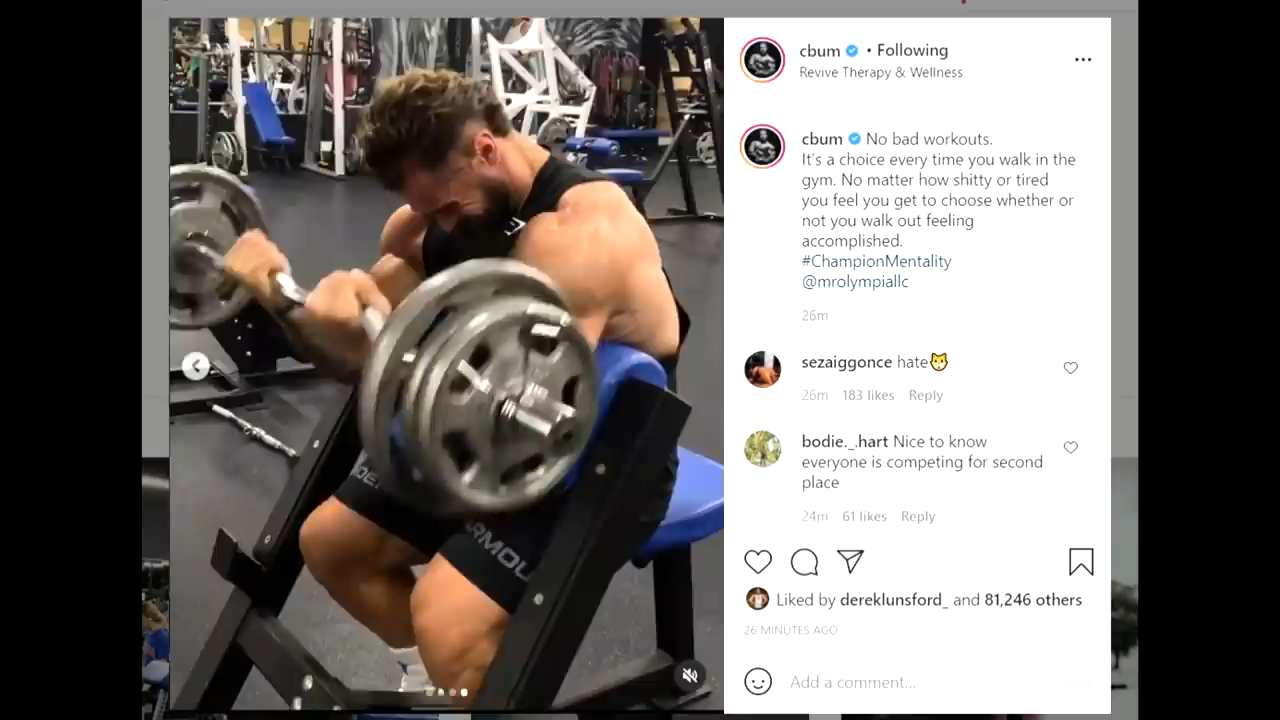 cbum • Following
Revive Therapy & Wellness
cbum No bad workouts.
It's a choice every time you walk in the
gym. No matter how shitty or tired
you feel you get to choose whether or
not you walk out feeling
accomplished.
#ChampionMentality
@mrolympiallc
26m
sezaiggonce hate
26m 183 likes Reply
bodie._.hart Nice to know
everyone is competing for second
place
24m 61 likes Reply
Liked by dereklunsford_ and 81,246 others
26 MINUTES AGO
Add a comment...